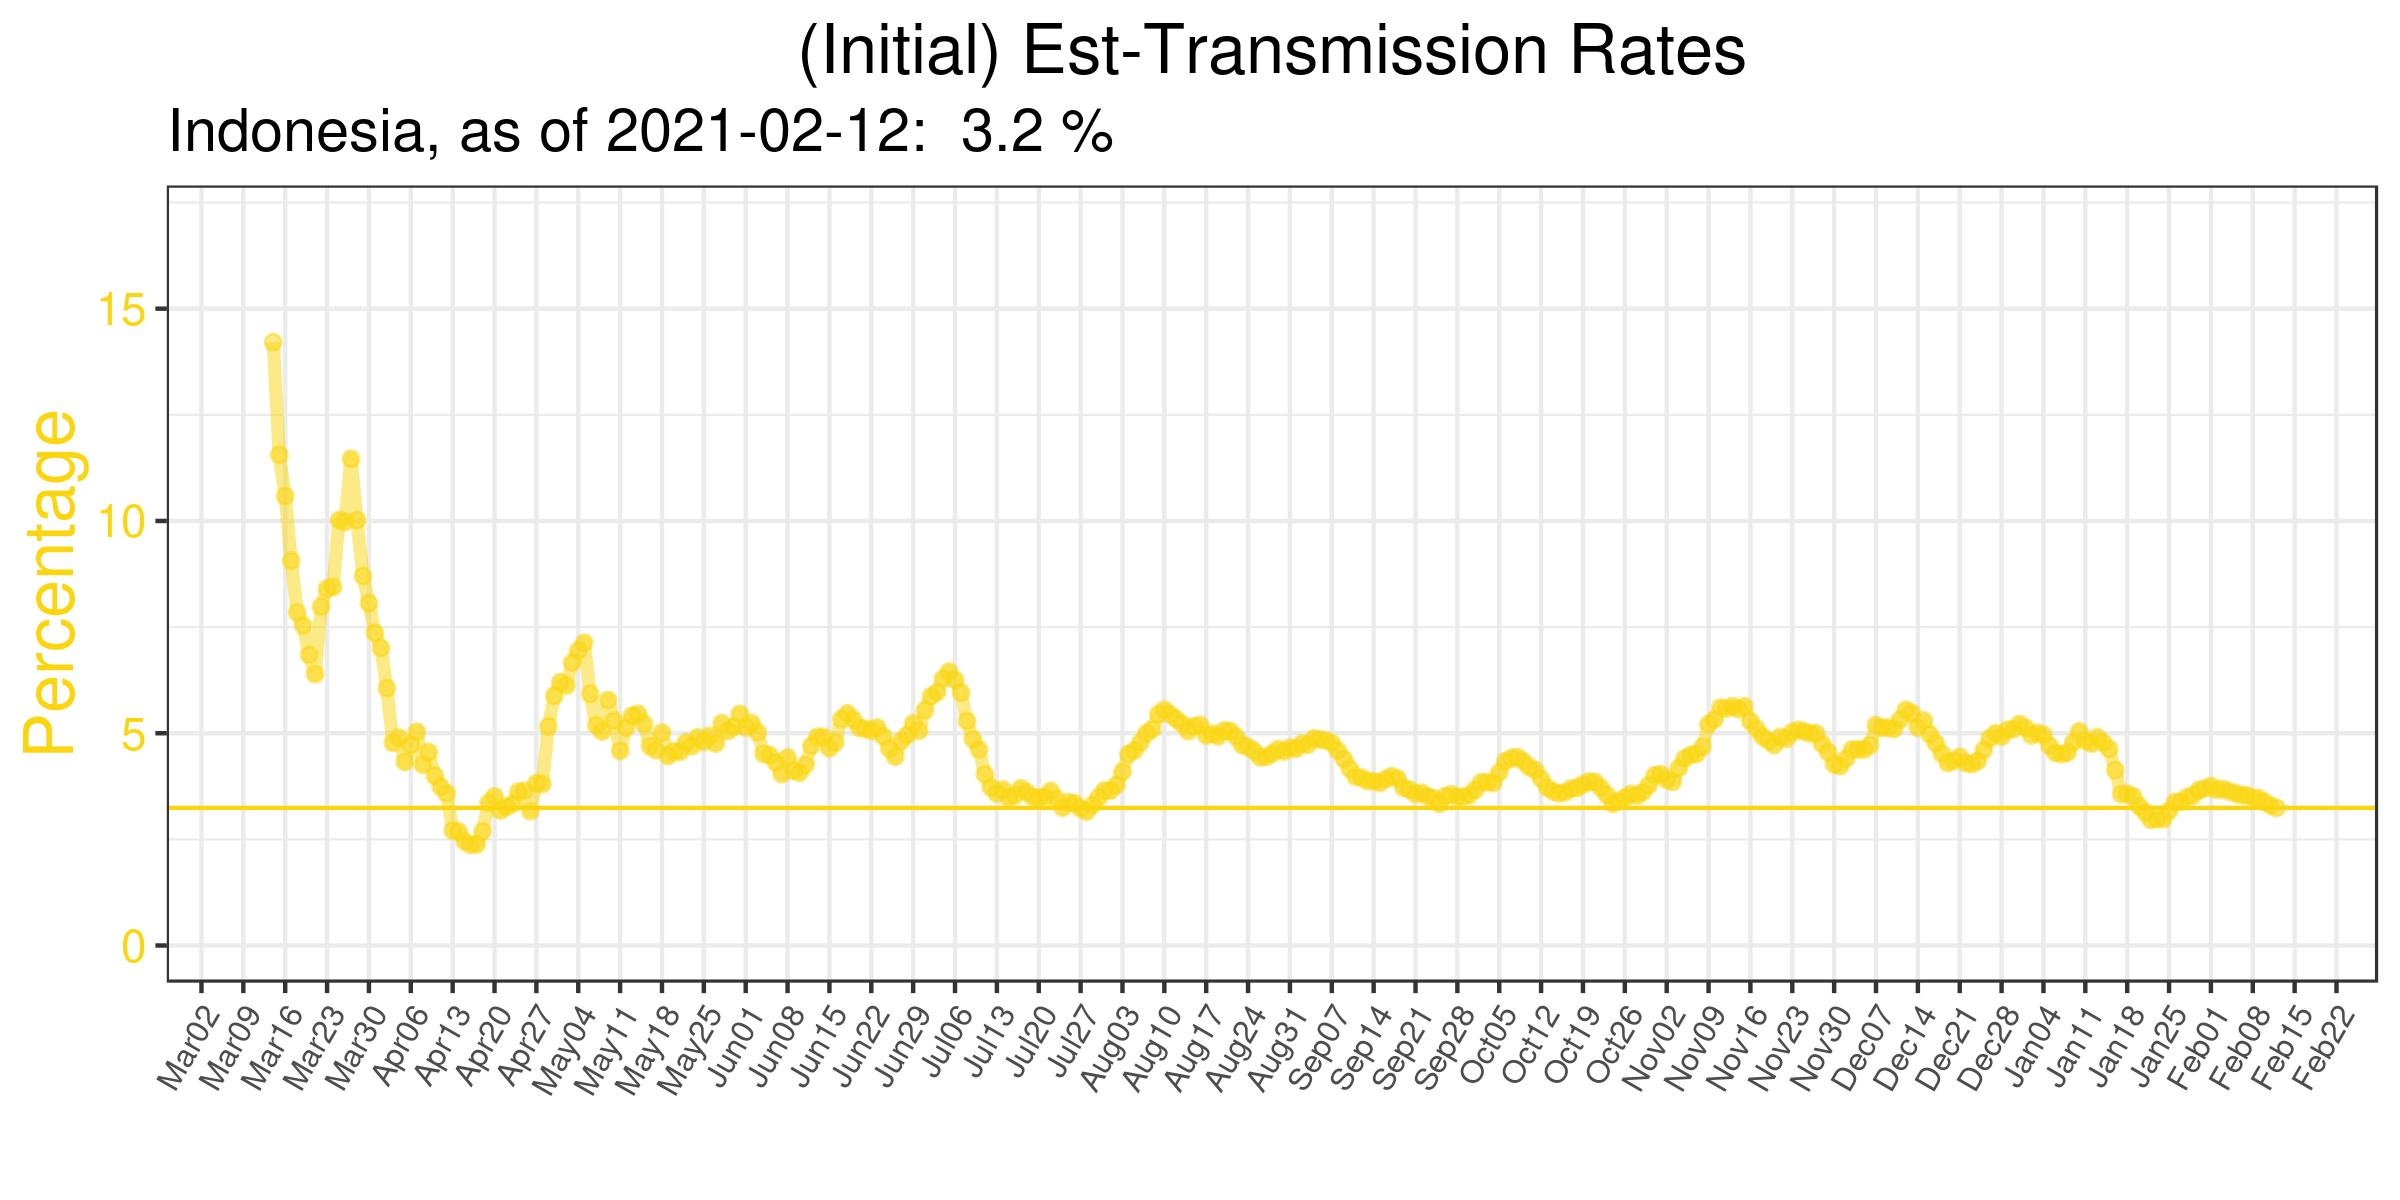 (Initial) Est-Transmission Rates
Indonesia, as of 2021-02-12:  3.2 %
Percentage
15
10
5
0
Mar02 Mar09 Mar16 Mar23 Mar30 Apr06 Apr13 Apr20 Apr27 May04 May11 May18 May25 Jun01 Jun08 Jun15 Jun22 Jun29 Jul06 Jul13 Jul20 Jul27 Aug03 Aug10 Aug17 Aug24 Aug31 Sep07 Sep14 Sep21 Sep28 Oct05 Oct12 Oct19 Oct26 Nov02 Nov09 Nov16 Nov23 Nov30 Dec07 Dec14 Dec21 Dec28 Jan04 Jan11 Jan18 Jan25 Feb01 Feb08 Feb15 Feb22